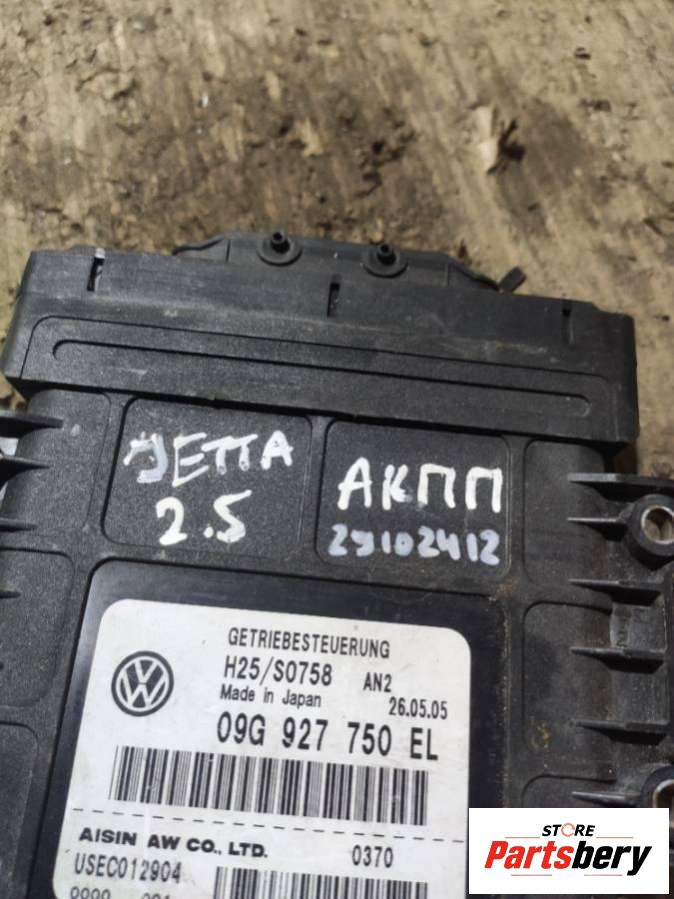 JETTA
2.5
АКПП
29102412
GETRIEBESTEUERUNG
H25/S0758 AN2
Made in Japan 26.05.05
09G 927 750 EL
AISIN AW CO., LTD. 0370
USEC012904
STORE
Partsbery